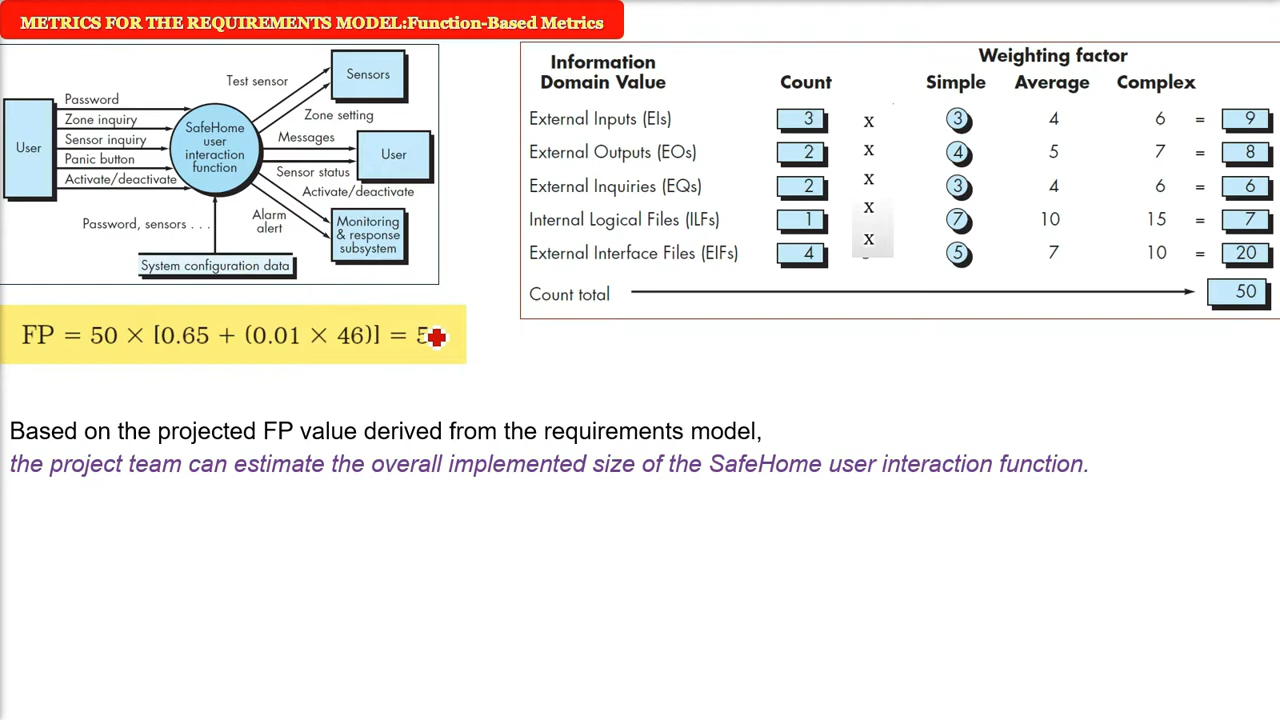 METRICS FOR THE REQUIREMENTS MODEL:Function-Based Metrics
User
Password
Zone inquiry
Sensor inquiry
Panic button
Activate/deactivate
SafeHome
user
interaction
function
Test sensor
Sensors
Zone setting
Messages
User
Sensor status
Activate/deactivate
Alarm
alert
Monitoring
& response
subsystem
Password, sensors . . .
System configuration data
Information
Domain Value
Count
Weighting factor
Simple Average Complex
External Inputs (EIs) 3 x 3 4 6 = 9
External Outputs (EOs) 2 x 4 5 7 = 8
External Inquiries (EQs) 2 x 3 4 6 = 6
Internal Logical Files (ILFs) 1 x 7 10 15 = 7
External Interface Files (EIFs) 4 x 5 7 10 = 20
Count total 50
FP = 50 × [0.65 + (0.01 × 46)] = 5
Based on the projected FP value derived from the requirements model,
the project team can estimate the overall implemented size of the SafeHome user interaction function.